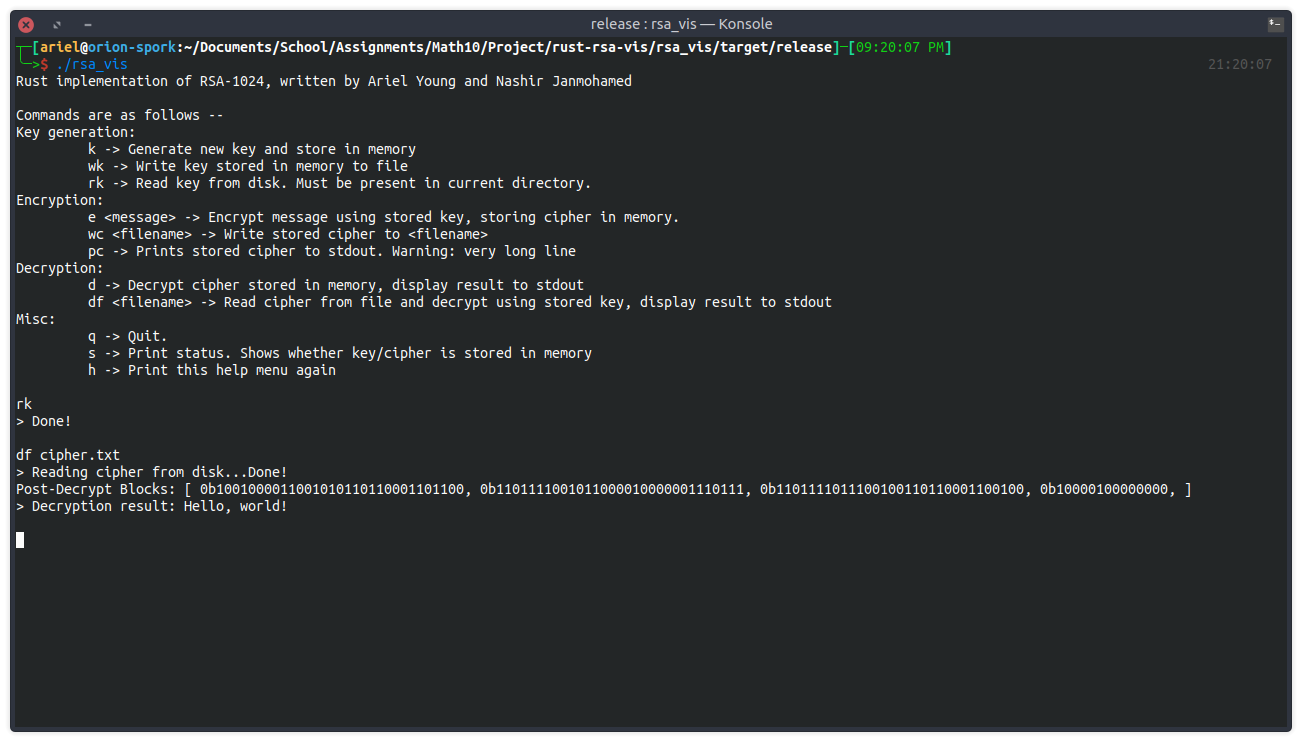 release : rsa_vis — Konsole
[ariel@orion-spork:~/Documents/School/Assignments/Math10/Project/rust-rsa-vis/rsa_vis/target/release]─[09:20:07 PM]
└─>$ ./rsa_vis 21:20:07
Rust implementation of RSA-1024, written by Ariel Young and Nashir Janmohamed
Commands are as follows --
Key generation:
k -> Generate new key and store in memory
wk -> Write key stored in memory to file
rk -> Read key from disk. Must be present in current directory.
Encryption:
e <message> -> Encrypt message using stored key, storing cipher in memory.
wc <filename> -> Write stored cipher to <filename>
pc -> Prints stored cipher to stdout. Warning: very long line
Decryption:
d -> Decrypt cipher stored in memory, display result to stdout
df <filename> -> Read cipher from file and decrypt using stored key, display result to stdout
Misc:
q -> Quit.
s -> Print status. Shows whether key/cipher is stored in memory
h -> Print this help menu again
rk
> Done!
df cipher.txt
> Reading cipher from disk...Done!
Post-Decrypt Blocks: [ 0b1001000011001010110110001101100, 0b1101111001011000010000001110111, 0b1101111011100100110110001100100, 0b10000100000000, ]
> Decryption result: Hello, world!